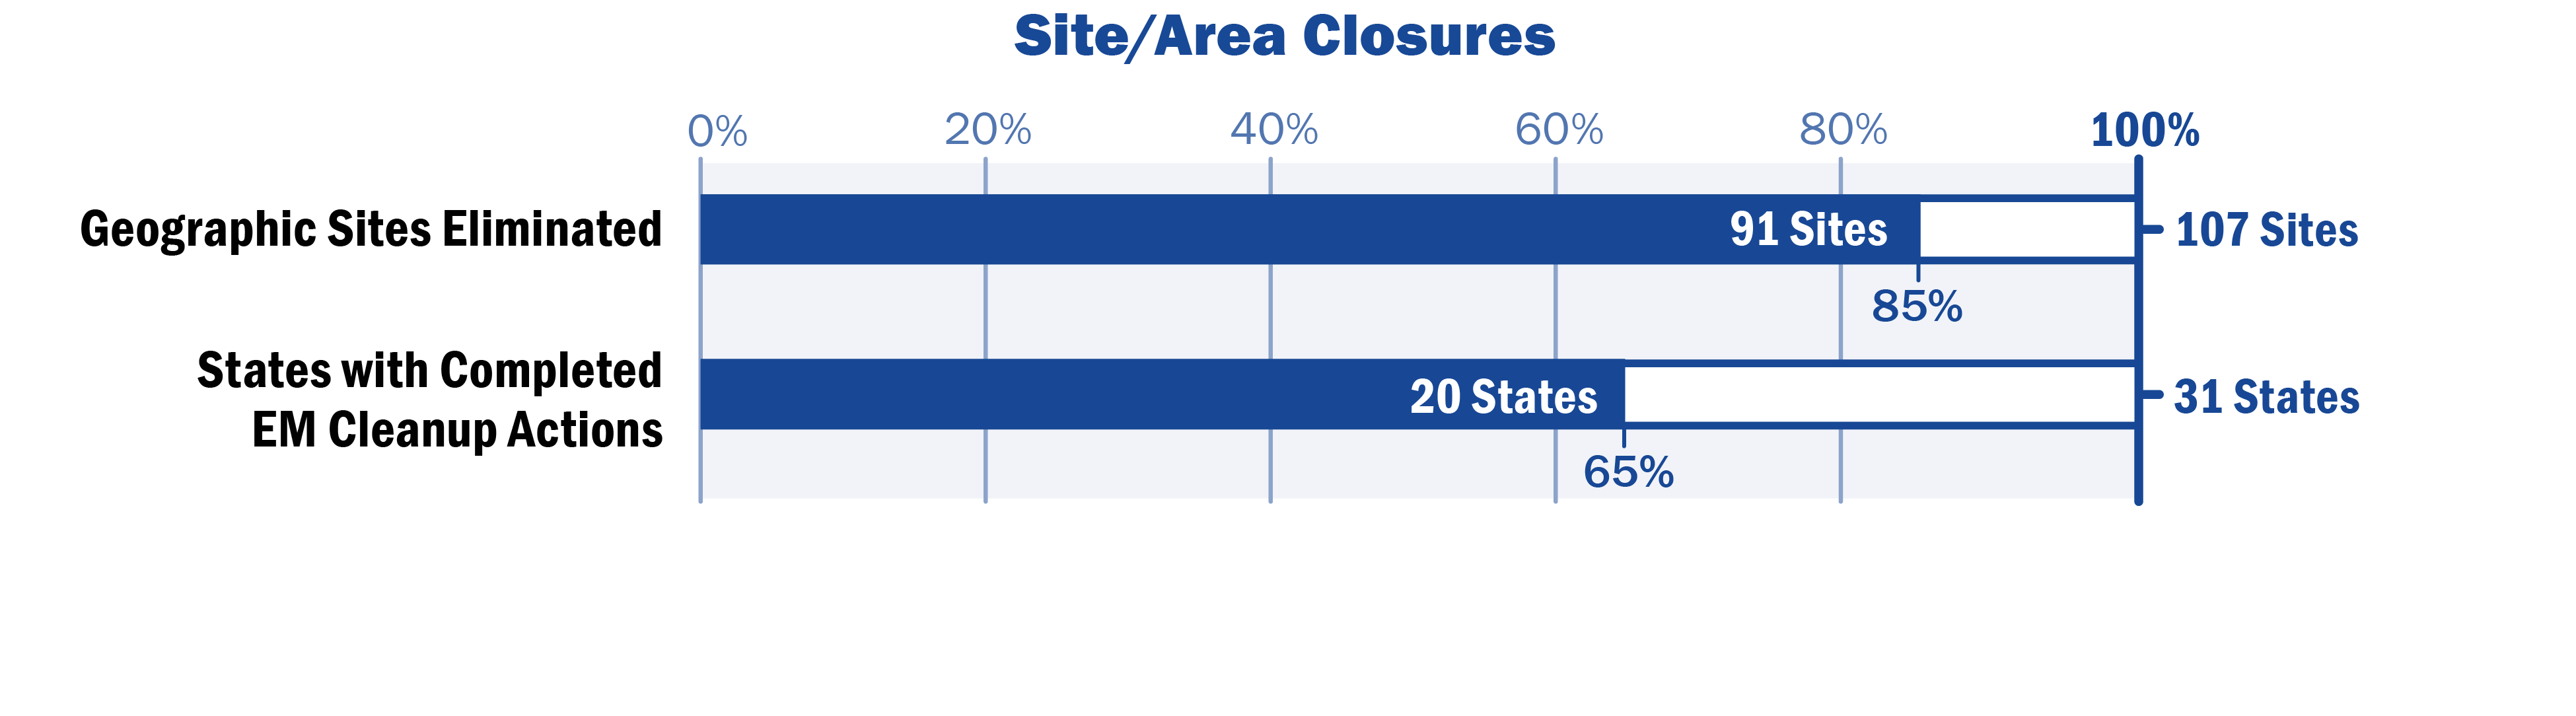 Site/Area Closures
0% 20% 40% 60% 80% 100%
Geographic Sites Eliminated 91 Sites 107 Sites
85%
States with Completed
EM Cleanup Actions
20 States 31 States
65%